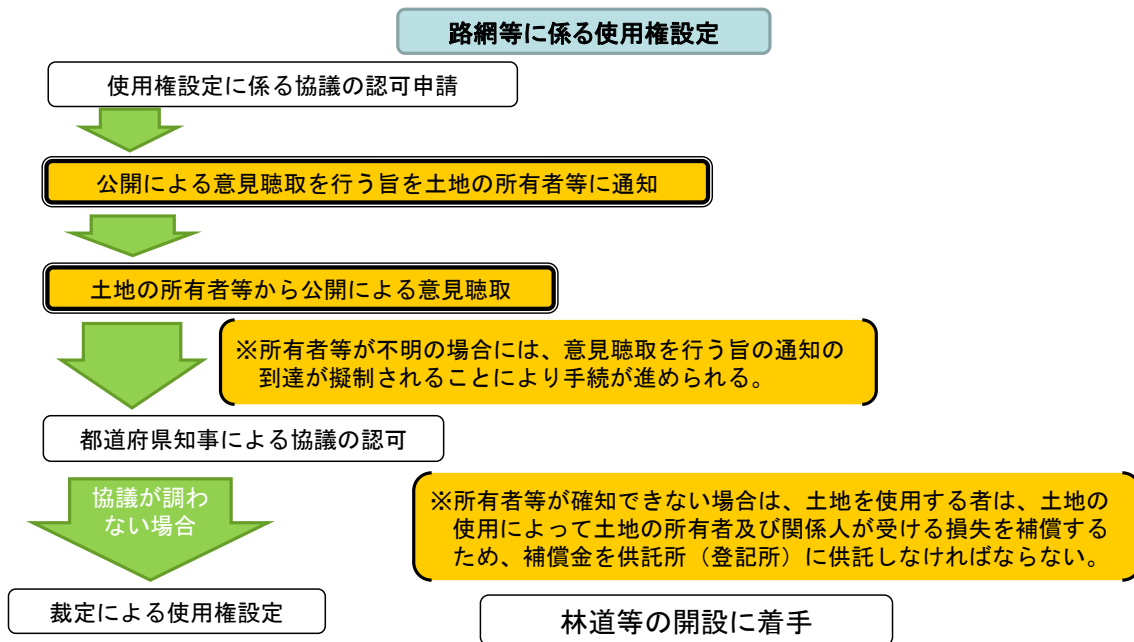 路網等に係る使用権設定
使用権設定に係る協議の認可申請
公開による意見聴取を行う旨を土地の所有者等に通知
土地の所有者等から公開による意見聴取
※所有者等が不明の場合には、意見聴取を行う旨の通知の
到達が擬制されることにより手続が進められる。
都道府県知事による協議の認可
協議が調わ
ない場合
※所有者等が確知できない場合は、土地を使用する者は、土地の
使用によって土地の所有者及び関係人が受ける損失を補償する
ため、補償金を供託所（登記所）に供託しなければならない。
裁定による使用権設定
林道等の開設に着手